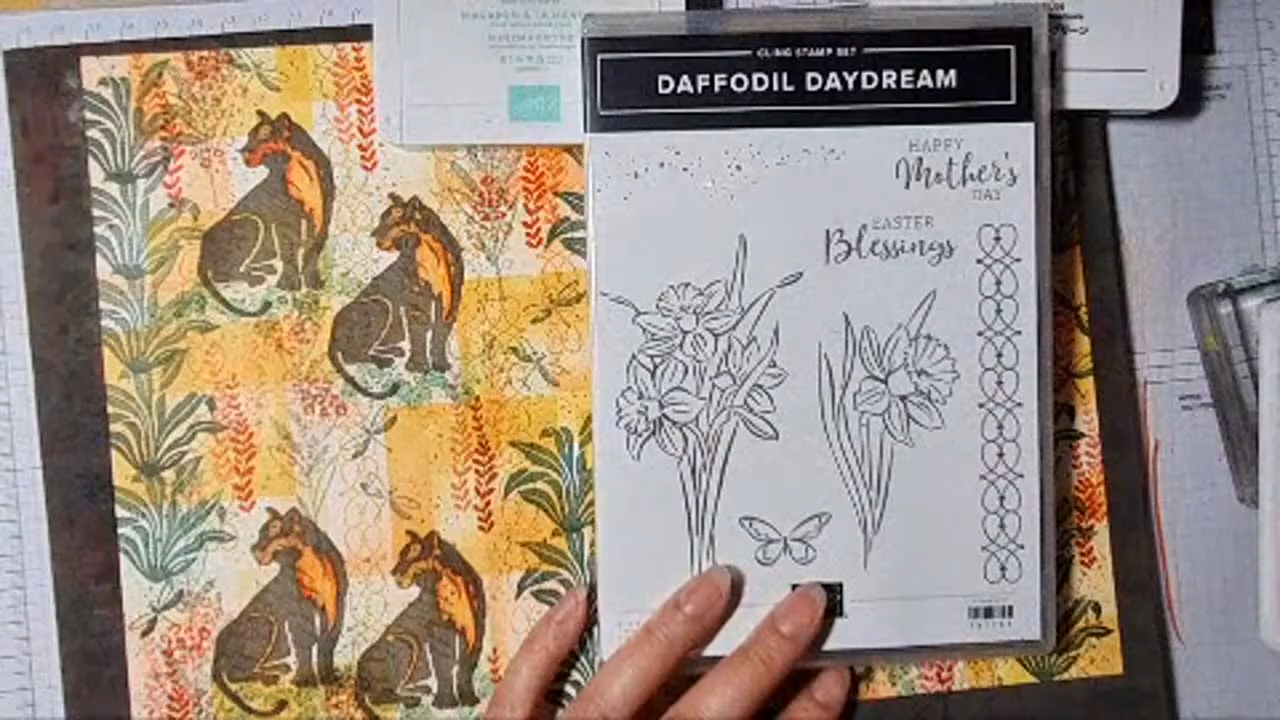 CLING STAMP SET
DAFFODIL DAYDREAM
HAPPY
Mother's
DAY
EASTER
Blessings